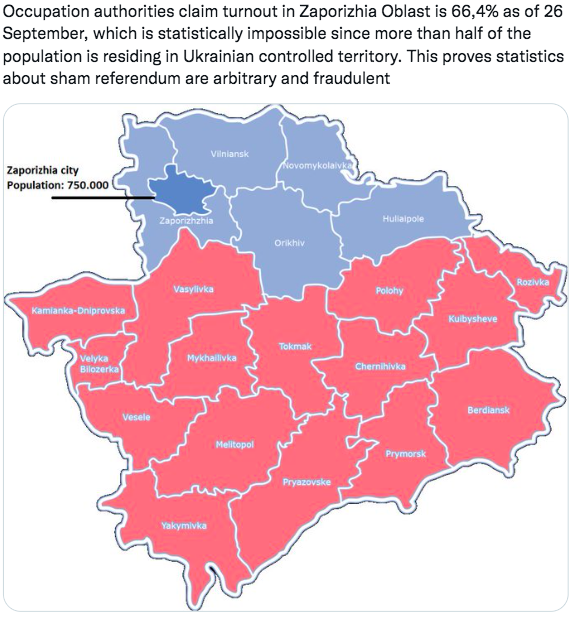 Occupation authorities claim turnout in Zaporizhia Oblast is 66,4% as of 26
September, which is statistically impossible since more than half of the
population is residing in Ukrainian controlled territory. This proves statistics
about sham referendum are arbitrary and fraudulent
Zaporizhia city
Population: 750.000
Vilniansk
Novomykolaivka
Zaporizhzhia
Huliaipole
Orikhiv
Vasylivka
Polohy
Rozivka
Kamianka-Dniprovska
Kuibysheve
Tokmak
Velyka
Bilozerka
Mykhailivka
Chernihivka
Vesele
Berdiansk
Melitopol
Prymorsk
Pryazovske
Yakymivka